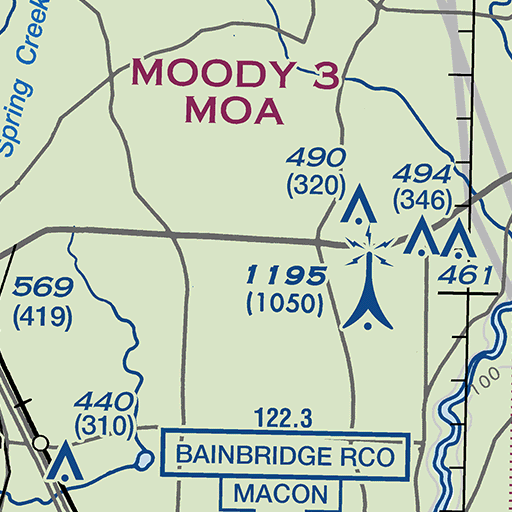 Spring Creek
MOODY 3
MOA
490
(320)
494
(346)
1195
(1050)
461
569
(419)
440
(310)
100
122.3
BAINBRIDGE RCO
MACON